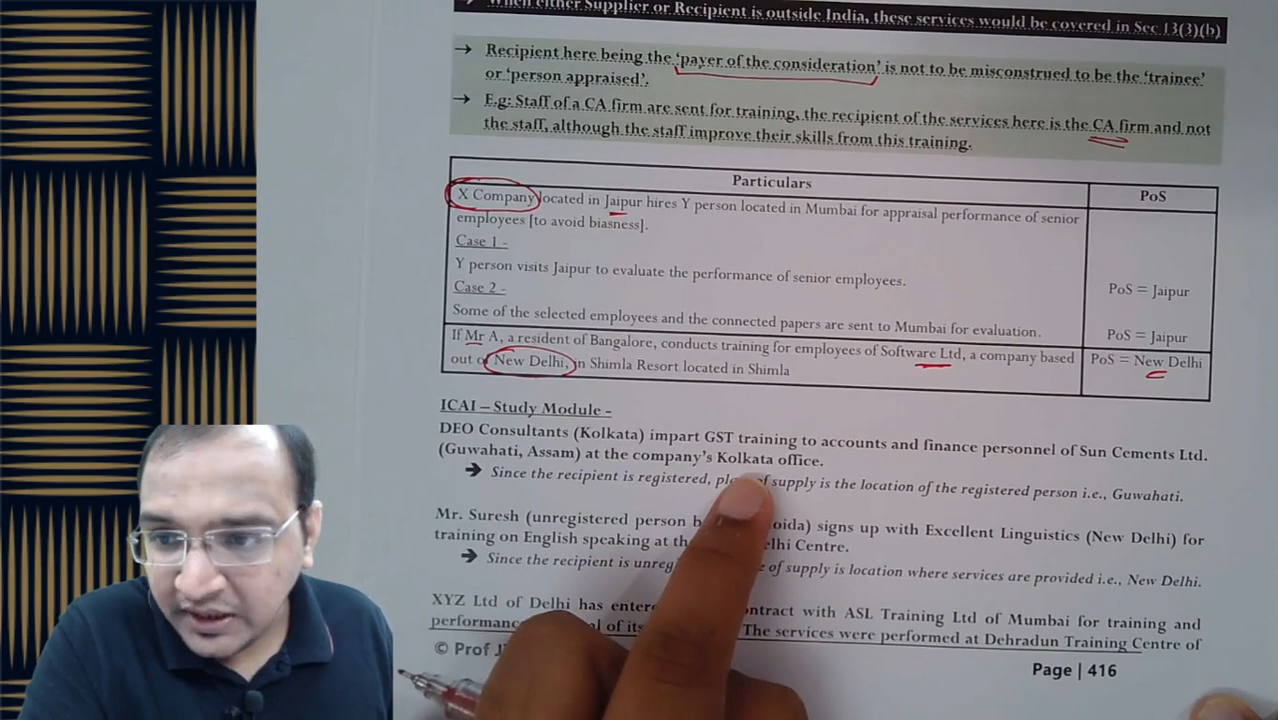 When either Supplier or Recipient is outside India, these services would be covered in Sec 13(3)(b)
→ Recipient here being the 'payer of the consideration' is not to be misconstrued to be the 'trainee'
or 'person appraised'.
→ E.g: Staff of a CA firm are sent for training, the recipient of the services here is the CA firm and not
the staff, although the staff improve their skills from this training.
Particulars PoS
X Company located in Jaipur hires Y person located in Mumbai for appraisal performance of senior
employees [to avoid biasness].
Case 1 -
Y person visits Jaipur to evaluate the performance of senior employees. PoS = Jaipur
Case 2 -
Some of the selected employees and the connected papers are sent to Mumbai for evaluation. PoS = Jaipur
If Mr A, a resident of Bangalore, conducts training for employees of Software Ltd, a company based PoS = New Delhi
out of New Delhi, in Shimla Resort located in Shimla
ICAI – Study Module -
DEO Consultants (Kolkata) impart GST training to accounts and finance personnel of Sun Cements Ltd.
(Guwahati, Assam) at the company's Kolkata office.
➔ Since the recipient is registered, of supply is the location of the registered person i.e., Guwahati.
Mr. Suresh (unregistered person signs up with Excellent Linguistics (New Delhi) for
training on English speaking at Centre.
➔ Since the recipient is of supply is location where services are provided i.e., New Delhi.
XYZ Ltd of Delhi has contract with ASL Training Ltd of Mumbai for training and
of The services were performed at Dehradun Training Centre of
© Prof
Page | 416